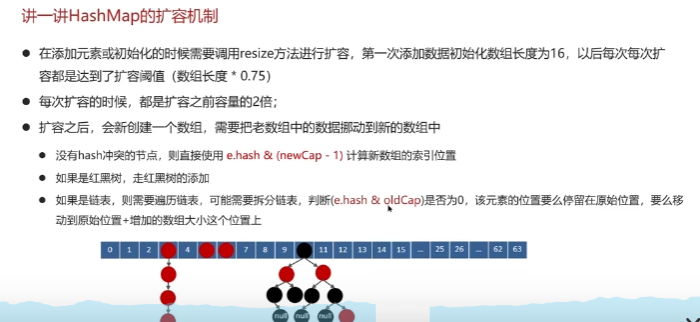 讲一讲HashMap的扩容机制
● 在添加元素或初始化的时候需要调用resize方法进行扩容，第一次添加数据初始化数组长度为16，以后每次每次扩
容都是达到了扩容阈值（数组长度 * 0.75）
● 每次扩容的时候，都是扩容之前容量的2倍；
● 扩容之后，会新创建一个数组，需要把老数组中的数据挪动到新的数组中
● 没有hash冲突的节点，则直接使用 e.hash & (newCap - 1) 计算新数组的索引位置
● 如果是红黑树，走红黑树的添加
● 如果是链表，则需要遍历链表，可能需要拆分链表，判断(e.hash & oldCap)是否为0，该元素的位置要么停留在原始位置，要么移
动到原始位置+增加的数组大小这个位置上
0 1 2 4 7 8 9 11 12 13 14 15 ... 25 26 ... 62 63
null null null